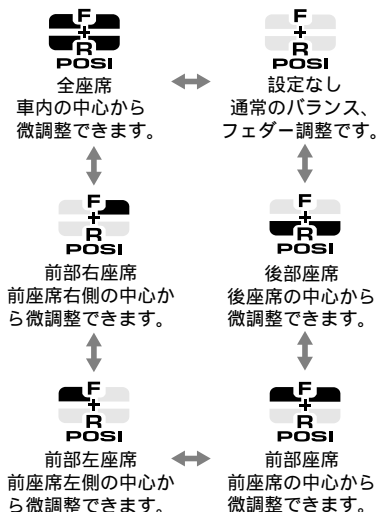 F
+
R
POSI
全座席
車内の中心から
微調整できます。
F
+
R
POSI
設定なし
通常のバランス、
フェダー調整です。
F
+
R
POSI
前部右座席
前座席右側の中心か
ら微調整できます。
F
+
R
POSI
後部座席
後座席の中心から
微調整できます。
F
+
R
POSI
前部左座席
前座席左側の中心か
ら微調整できます。
F
+
R
POSI
前部座席
前座席の中心から
微調整できます。